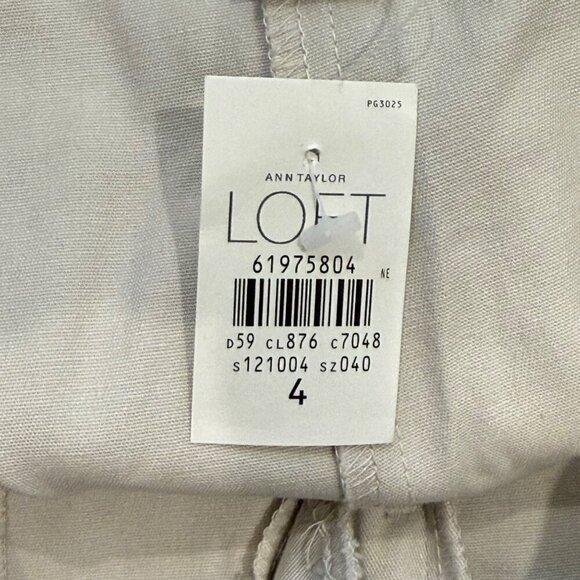 PG3025
ANN TAYLOR
LOFT
61975804
NE
D59 CL876 C7048
S121004 SZ040
4